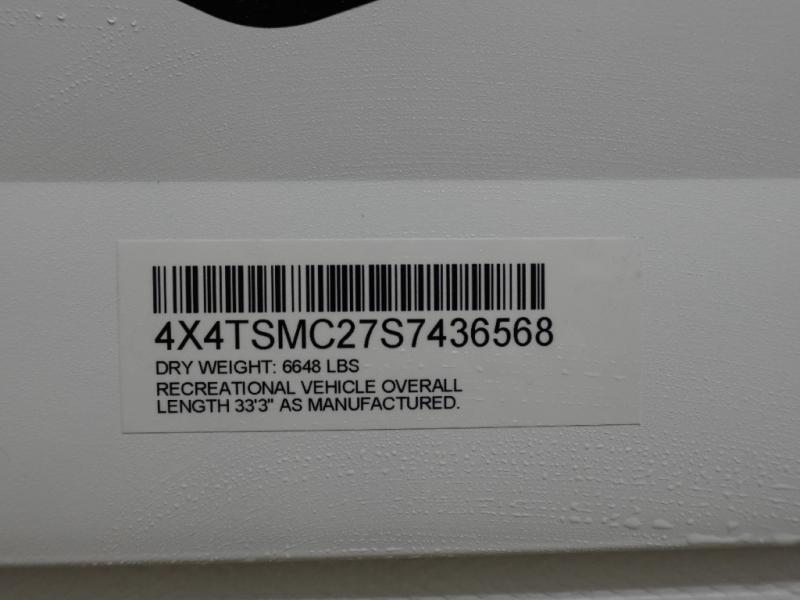 4X4TSMC27S7436568
DRY WEIGHT: 6648 LBS
RECREATIONAL VEHICLE OVERALL
LENGTH 33'3" AS MANUFACTURED.